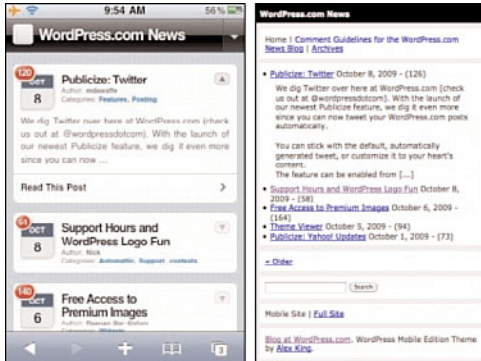 9:54 AM
56%
WordPress.com News
120
OCT
8
Publicize: Twitter
Author: mdawaffe
Categories: Features, Posting
We dig Twitter over here at WordPress.com (check
us out at @wordpressdotcom). With the launch of
our newest Publicize feature, we dig it even more
since you can now ...
Read This Post
OCT
8
Support Hours and
WordPress Logo Fun
Author: Nick
Categories: Automattic, Support, contests
140
OCT
6
Free Access to
Premium Images
3
WordPress.com News
Home | Comment Guidelines for the WordPress.com
News Blog | Archives
• Publicize: Twitter October 8, 2009 - (126)
We dig Twitter over here at WordPress.com (check
us out at @wordpressdotcom). With the launch of
our newest Publicize feature, we dig it even more
since you can now tweet your WordPress.com posts
automatically.
You can stick with the default, automatically
generated tweet, or customize it to your heart's
content.
The feature can be enabled from [...]
• Support Hours and WordPress Logo Fun October 8,
2009 - (58)
• Free Access to Premium Images October 6, 2009 -
(164)
• Theme Viewer October 5, 2009 - (94)
• Publicize: Yahoo! Updates October 1, 2009 - (73)
« Older
Search
Mobile Site | Full Site
Blog at WordPress.com. WordPress Mobile Edition Theme
by Alex King.